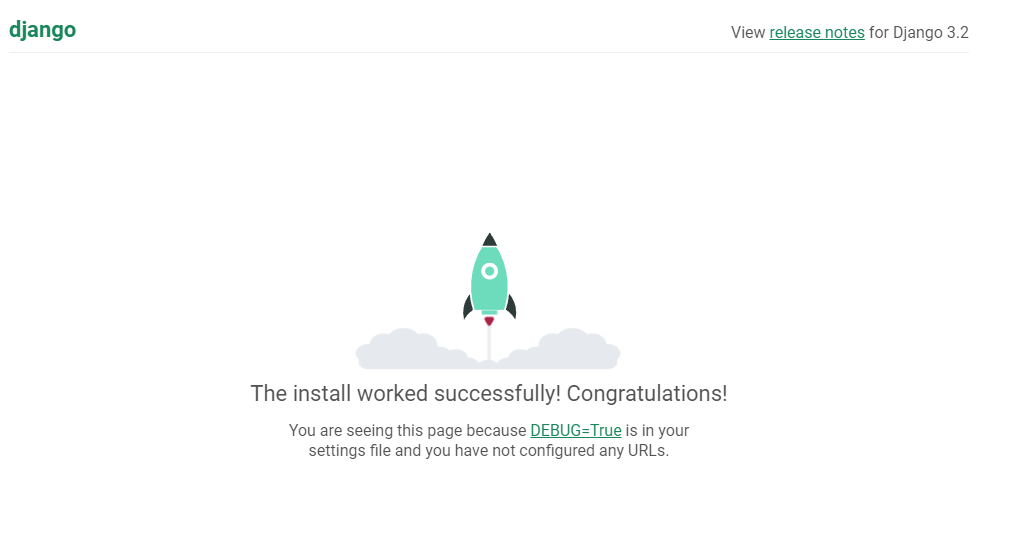 django
View release notes for Django 3.2
The install worked successfully! Congratulations!
You are seeing this page because DEBUG=True is in your
settings file and you have not configured any URLs.